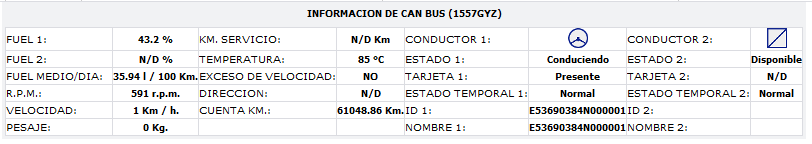 INFORMACION DE CAN BUS (1557GYZ)
FUEL 1: 43.2 % KM. SERVICIO: N/D Km CONDUCTOR 1: CONDUCTOR 2:
FUEL 2: N/D % TEMPERATURA: 85 ºC ESTADO 1: Conduciendo ESTADO 2: Disponible
FUEL MEDIO/DIA: 35.94 l / 100 Km. EXCESO DE VELOCIDAD: NO TARJETA 1: Presente TARJETA 2: N/D
R.P.M.: 591 r.p.m. DIRECCION: N/D ESTADO TEMPORAL 1: Normal ESTADO TEMPORAL 2: Normal
VELOCIDAD: 1 Km / h. CUENTA KM.: 61048.86 Km. ID 1: E53690384N000001 ID 2:
PESAJE: 0 Kg. NOMBRE 1: E53690384N000001 NOMBRE 2: